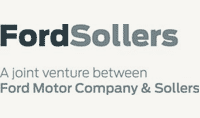 FordSollers
A joint venture between
Ford Motor Company & Sollers